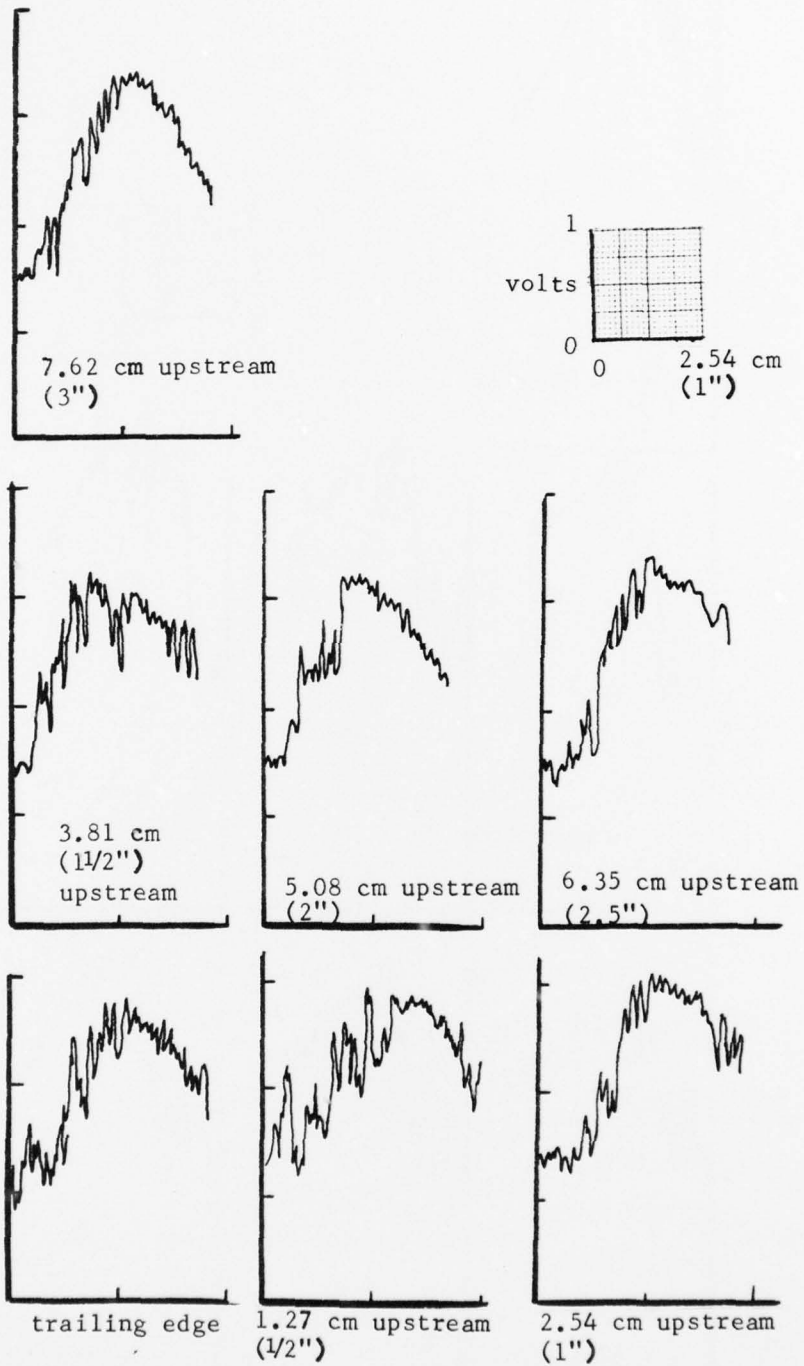 7.62 cm upstream
(3")
1
volts
0
0
2.54 cm
(1")
3.81 cm
(1 1/2")
upstream
5.08 cm upstream
(2")
6.35 cm upstream
(2.5")
trailing edge
1.27 cm upstream
(1/2")
2.54 cm upstream
(1")